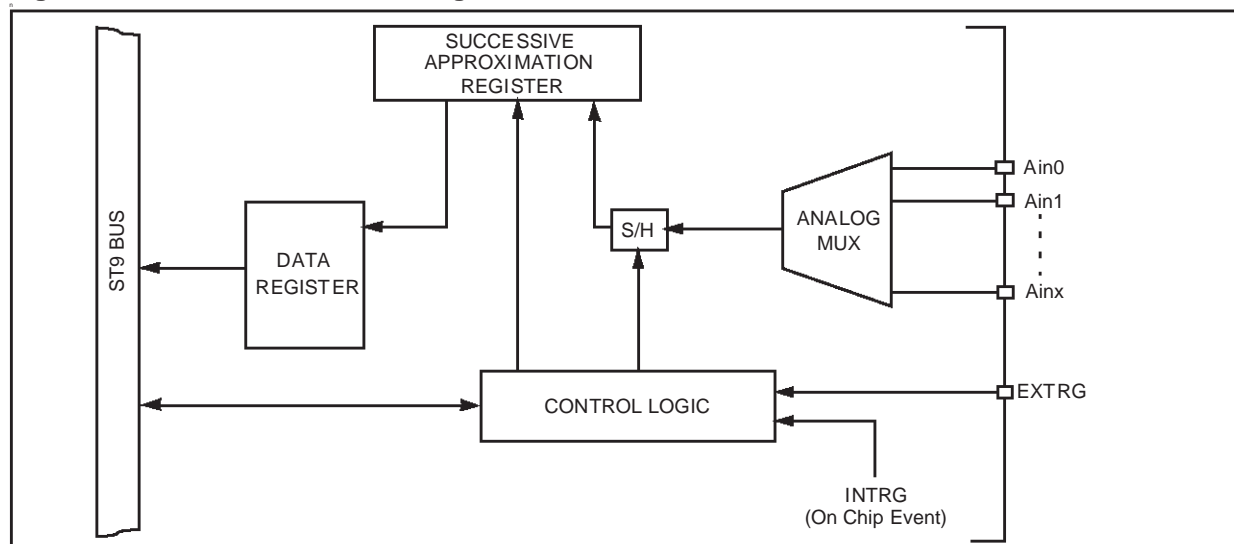 SUCCESSIVE
APPROXIMATION
REGISTER
ST9 BUS
DATA
REGISTER
S/H
ANALOG
MUX
Ain0
Ain1
Ainx
CONTROL LOGIC
EXTRG
INTRG
(On Chip Event)